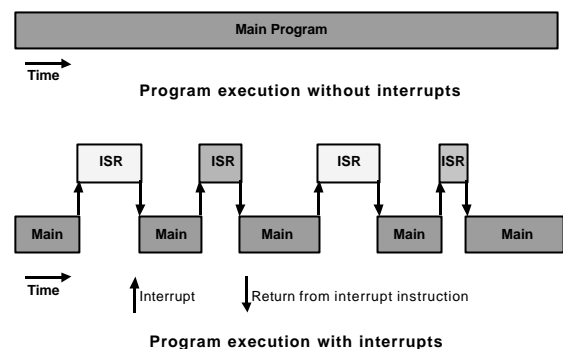 Main Program
Time
Program execution without interrupts
ISR ISR ISR ISR
Main Main Main Main Main
Time
Interrupt Return from interrupt instruction
Program execution with interrupts